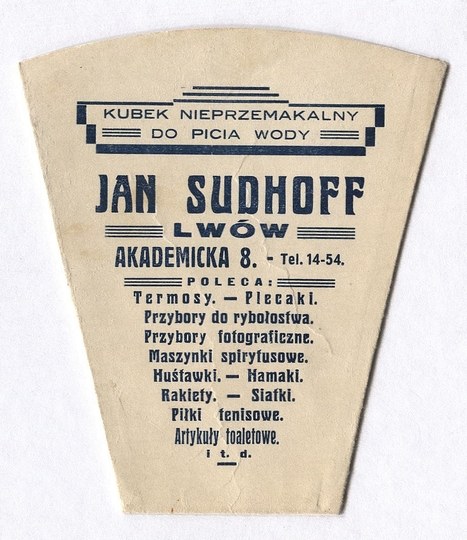 KUBEK NIEPRZEMAKALNY
DO PICIA WODY
JAN SUDHOFF
LWÓW
AKADEMICKA 8. - Tel. 14-54.
POLECA:
Termosy. — Plecaki.
Przybory do rybołostwa.
Przybory fotograficzne.
Maszynki spirytusowe.
Huśtawki. — Hamaki.
Rakiety. — Siatki.
Piłki tenisowe.
Artykuły toaletowe.
i t. d.